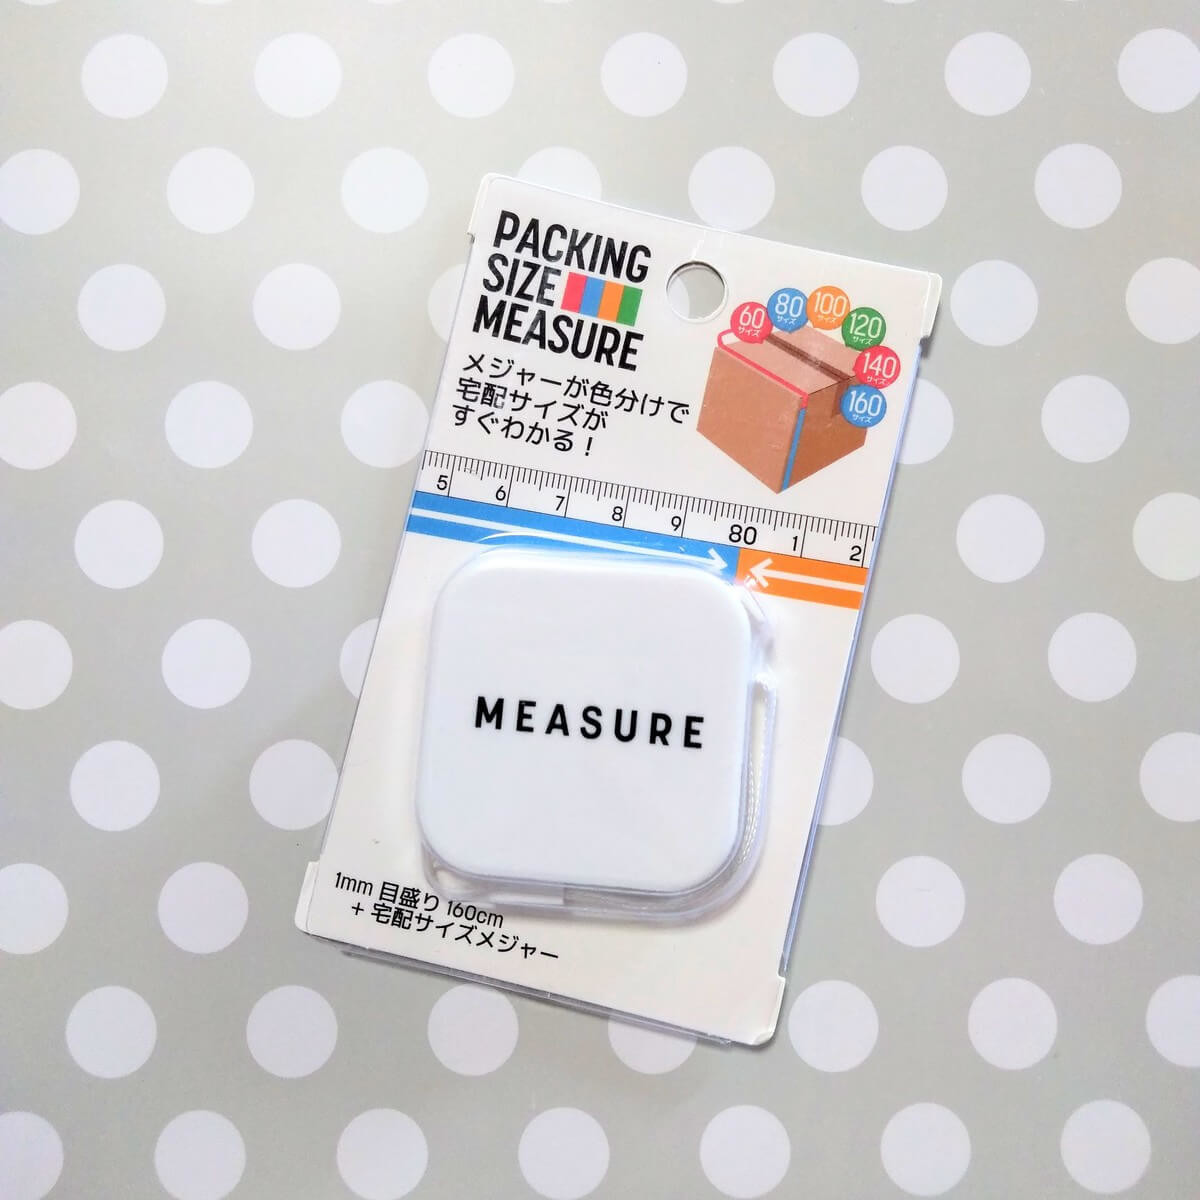 PACKING
SIZE
MEASURE
メジャーが色分けで
宅配サイズが
すぐわかる！
60
サイズ
80
サイズ
100
サイズ
120
サイズ
140
サイズ
160
サイズ
5 6 7 8 9 80 1 2
MEASURE
1mm 目盛り 160cm
+ 宅配サイズメジャー